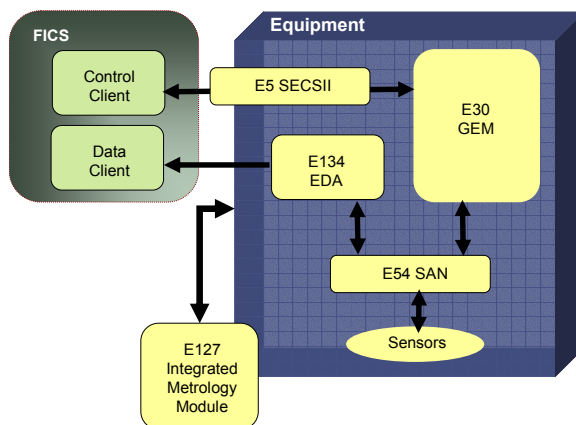 FICS
Equipment
Control
Client
E5 SECSII
E30
GEM
Data
Client
E134
EDA
E54 SAN
Sensors
E127
Integrated
Metrology
Module